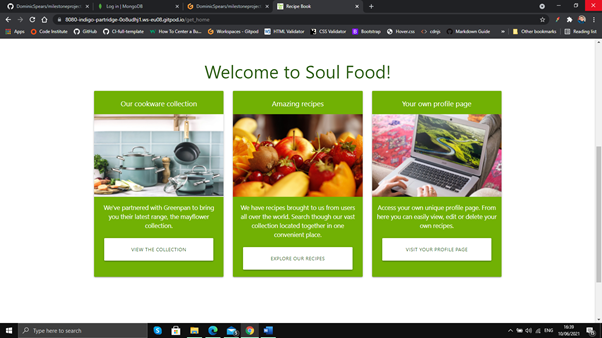 DominicSpears/milestoneproject
Log in | MongoDB
DominicSpears/milestoneproject
Recipe Book
8080-indigo-partridge-0o8udhj1.ws-eu08.gitpod.io/get_home
Apps
Code Institute
GitHub
CI-full-template
How To Center a Bu
Workspaces - Gitpod
HTML Validator
CSS Validator
Bootstrap
Hover.css
cdnjs
Markdown Guide
»
Other bookmarks
Reading list
Welcome to Soul Food!
Our cookware collection
We've partnered with Greenpan to bring
you their latest range, the mayflower
collection.
VIEW THE COLLECTION
Amazing recipes
We have recipes brought to us from users
all over the world. Search though our vast
collection located together in one
convenient place.
EXPLORE OUR RECIPES
Your own profile page
Access your own unique profile page. From
here you can easily view, edit or delete your
own recipes.
VISIT YOUR PROFILE PAGE
Type here to search
ENG
16:39
10/06/2021